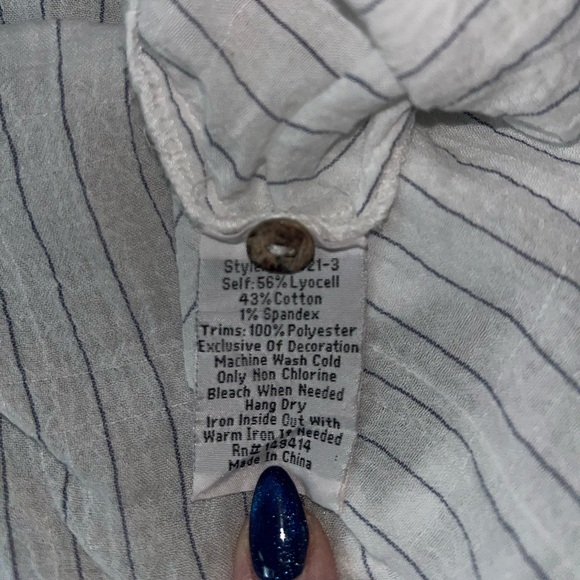 Style 21-3
Self:56% Lyocell
43% Cotton
1% Spandex
Trims: 100% Polyester
Exclusive Of Decoration
Machine Wash Cold
Only Non Chlorine
Bleach When Needed
Hang Dry
Iron Inside Out With
Warm Iron If Needed
Rn# 148414
Made In China